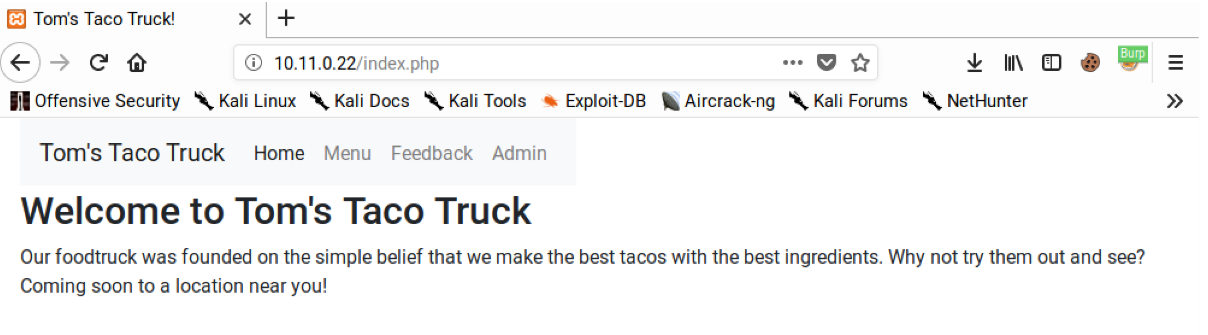 Tom's Taco Truck!
10.11.0.22/index.php
Burp
Offensive Security Kali Linux Kali Docs Kali Tools Exploit-DB Aircrack-ng Kali Forums NetHunter
Tom's Taco Truck Home Menu Feedback Admin
Welcome to Tom's Taco Truck
Our foodtruck was founded on the simple belief that we make the best tacos with the best ingredients. Why not try them out and see?
Coming soon to a location near you!